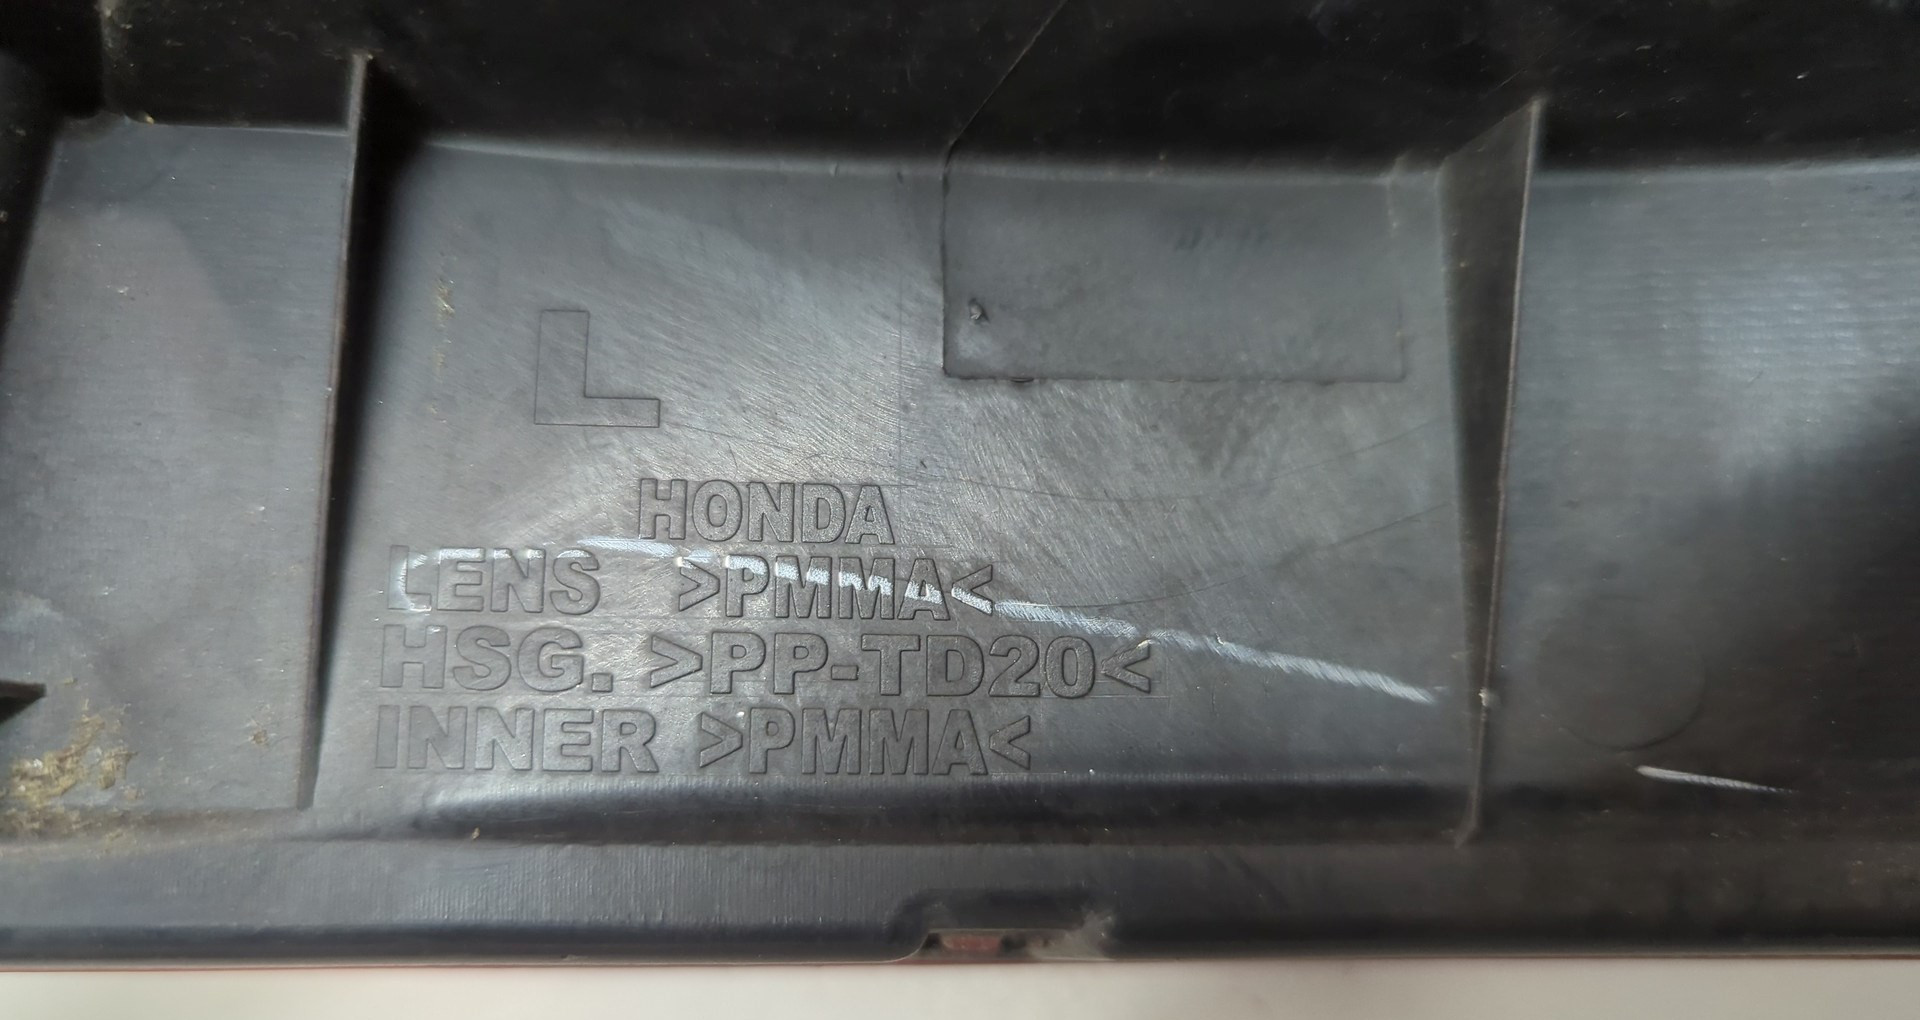 L
HONDA
LENS >PMMA<
HSG. >PP-TD20<
INNER >PMMA<